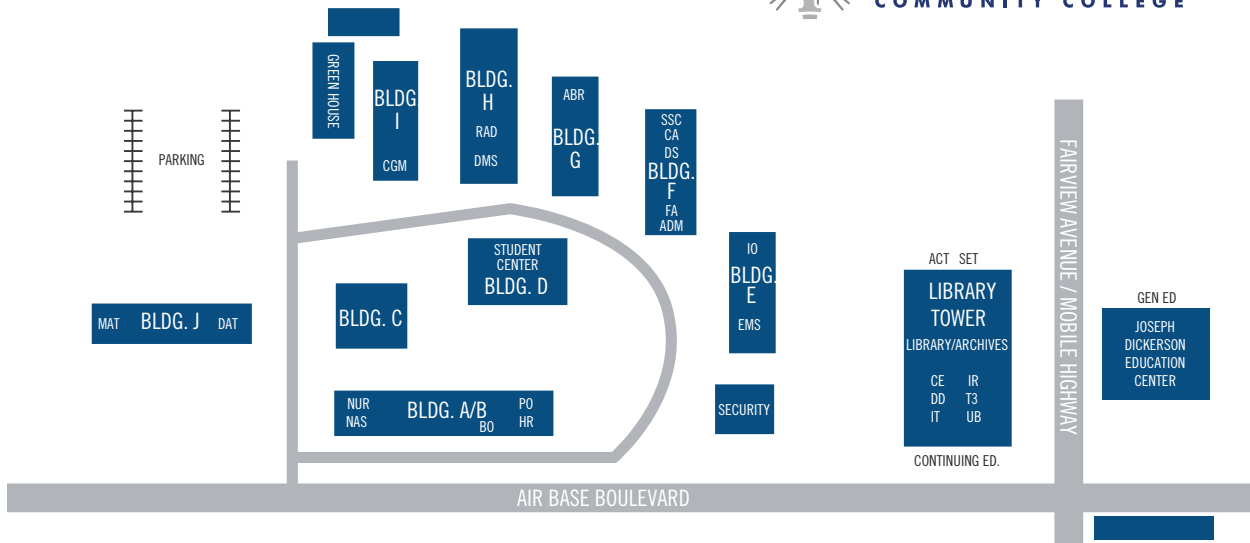 COMMUNITY COLLEGE
GREEN HOUSE
BLDG
I
CGM
BLDG.
H
RAD
DMS
ABR
BLDG.
G
SSC
CA
DS
BLDG.
F
FA
ADM
PARKING
STUDENT
CENTER
BLDG. D
BLDG. C
IO
BLDG.
E
EMS
ACT SET
LIBRARY
TOWER
LIBRARY/ARCHIVES
CE IR
DD T3
IT UB
CONTINUING ED.
FAIRVIEW AVENUE / MOBILE HIGHWAY
GEN ED
JOSEPH
DICKERSON
EDUCATION
CENTER
MAT BLDG. J DAT
NUR BLDG. A/B PO
NAS BO HR
SECURITY
AIR BASE BOULEVARD